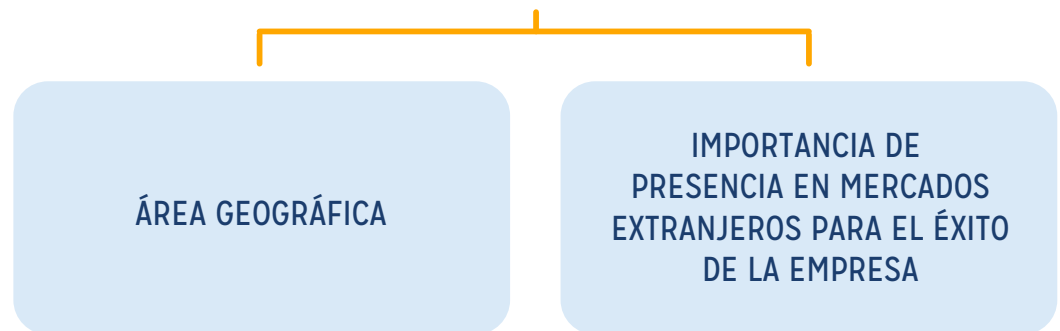 ÁREA GEOGRÁFICA
IMPORTANCIA DE
PRESENCIA EN MERCADOS
EXTRANJEROS PARA EL ÉXITO
DE LA EMPRESA